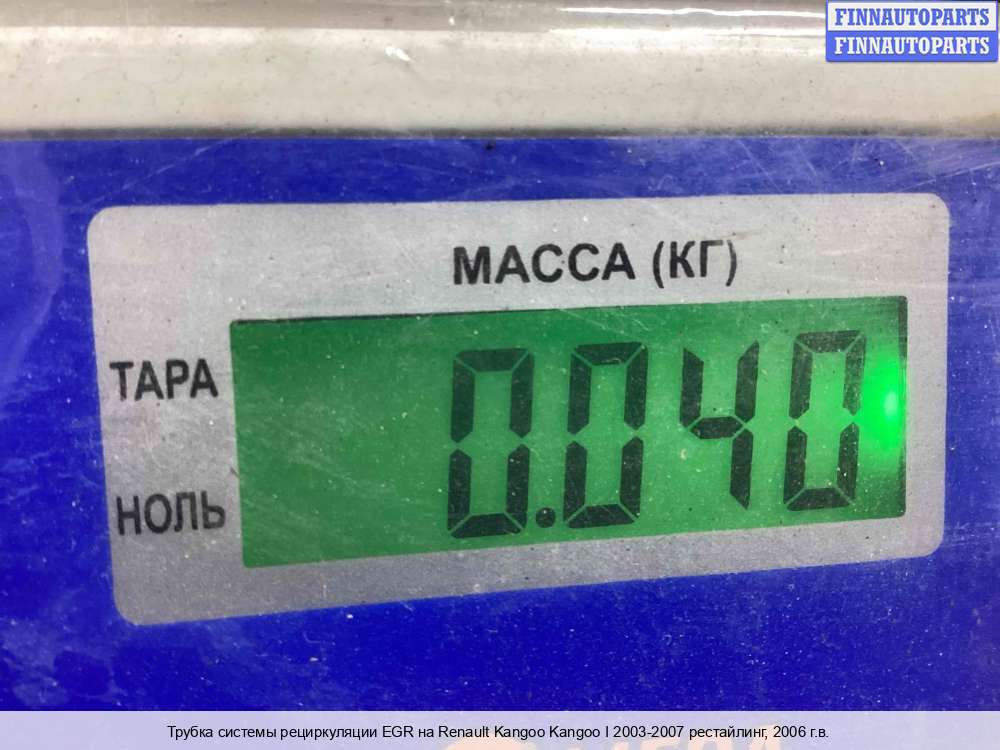 FINNAUTOPARTS
FINNAUTOPARTS
МАССА (КГ)
ТАРА
0.040
НОЛЬ
Трубка системы рециркуляции EGR на Renault Kangoo Kangoo I 2003-2007 рестайлинг, 2006 г.в.